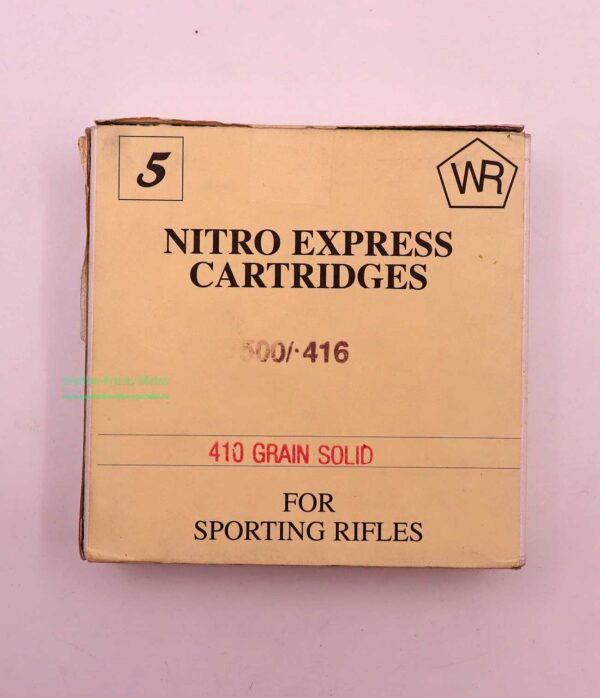 5
WR
NITRO EXPRESS
CARTRIDGES
500/·416
410 GRAIN SOLID
FOR
SPORTING RIFLES